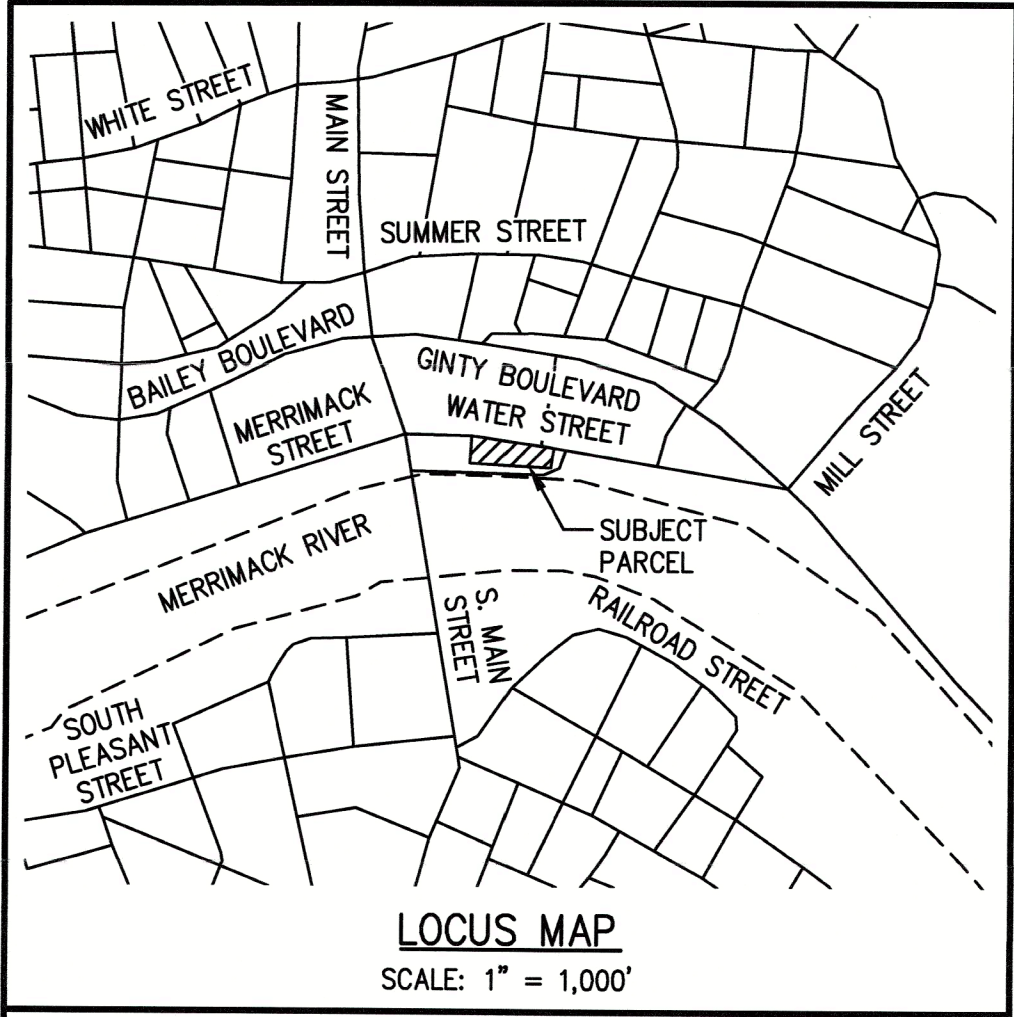 WHITE STREET
MAIN STREET
SUMMER STREET
BAILEY BOULEVARD
GINTY BOULEVARD
MERRIMACK
STREET
WATER STREET
MILL STREET
SUBJECT
PARCEL
MERRIMACK RIVER
S. MAIN
STREET
RAILROAD STREET
SOUTH
PLEASANT
STREET
LOCUS MAP
SCALE: 1" = 1,000'